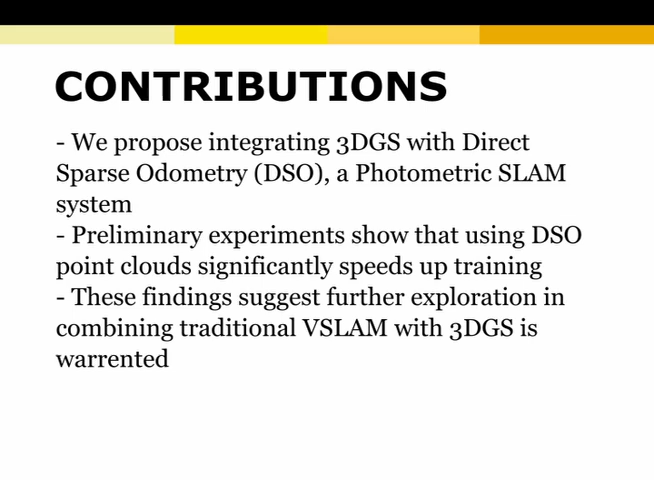 CONTRIBUTIONS
- We propose integrating 3DGS with Direct
Sparse Odometry (DSO), a Photometric SLAM
system
- Preliminary experiments show that using DSO
point clouds significantly speeds up training
- These findings suggest further exploration in
combining traditional VSLAM with 3DGS is
warrented